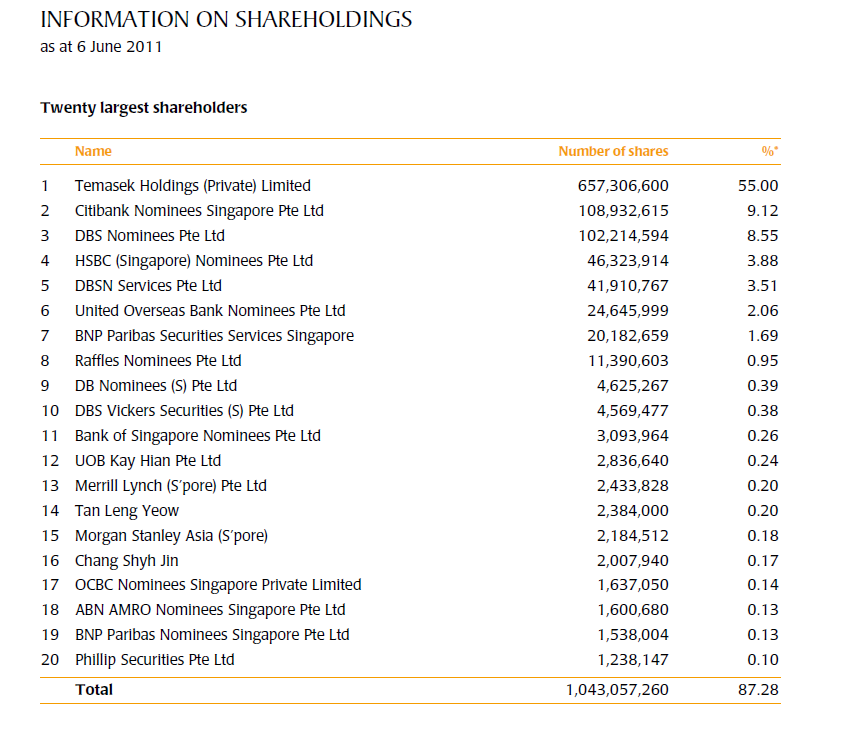 INFORMATION ON SHAREHOLDINGS
as at 6 June 2011
Twenty largest shareholders
Name Number of shares %*
1 Temasek Holdings (Private) Limited 657,306,600 55.00
2 Citibank Nominees Singapore Pte Ltd 108,932,615 9.12
3 DBS Nominees Pte Ltd 102,214,594 8.55
4 HSBC (Singapore) Nominees Pte Ltd 46,323,914 3.88
5 DBSN Services Pte Ltd 41,910,767 3.51
6 United Overseas Bank Nominees Pte Ltd 24,645,999 2.06
7 BNP Paribas Securities Services Singapore 20,182,659 1.69
8 Raffles Nominees Pte Ltd 11,390,603 0.95
9 DB Nominees (S) Pte Ltd 4,625,267 0.39
10 DBS Vickers Securities (S) Pte Ltd 4,569,477 0.38
11 Bank of Singapore Nominees Pte Ltd 3,093,964 0.26
12 UOB Kay Hian Pte Ltd 2,836,640 0.24
13 Merrill Lynch (S'pore) Pte Ltd 2,433,828 0.20
14 Tan Leng Yeow 2,384,000 0.20
15 Morgan Stanley Asia (S'pore) 2,184,512 0.18
16 Chang Shyh Jin 2,007,940 0.17
17 OCBC Nominees Singapore Private Limited 1,637,050 0.14
18 ABN AMRO Nominees Singapore Pte Ltd 1,600,680 0.13
19 BNP Paribas Nominees Singapore Pte Ltd 1,538,004 0.13
20 Phillip Securities Pte Ltd 1,238,147 0.10
Total 1,043,057,260 87.28